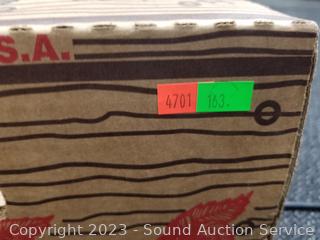 S.A.
4701 163.
Copyright 2023 - Sound Auction Service